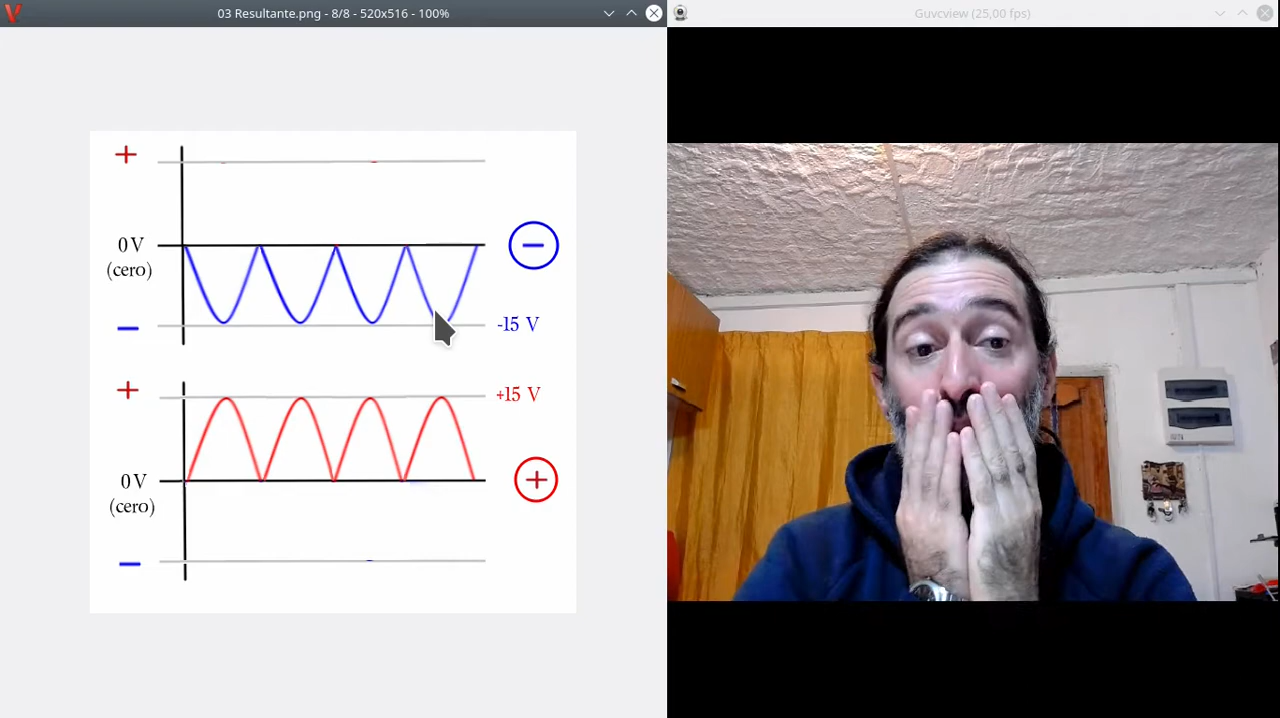 03 Resultante.png - 8/8 - 520x516 - 100%
Guvcview (25,00 fps)
+
0 V
(cero)
−
-15 V
−
+
+15 V
0 V
(cero)
+
−